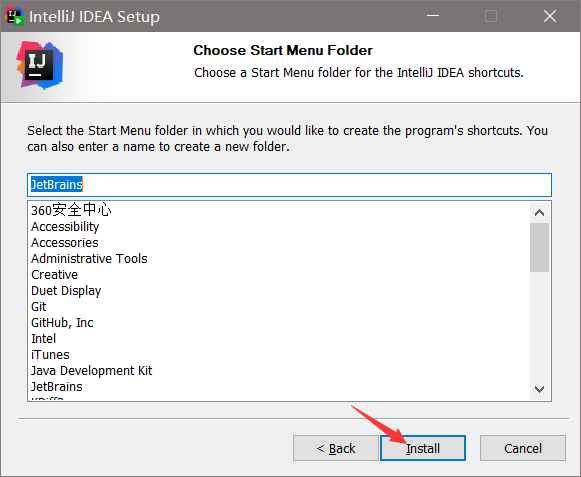 IntelliJ IDEA Setup
IJ
Choose Start Menu Folder
Choose a Start Menu folder for the IntelliJ IDEA shortcuts.
IJ
Select the Start Menu folder in which you would like to create the program's shortcuts. You
can also enter a name to create a new folder.
JetBrains
360安全中心
Accessibility
Accessories
Administrative Tools
Creative
Duet Display
Git
GitHub, Inc
Intel
iTunes
Java Development Kit
JetBrains
< Back
Install
Cancel